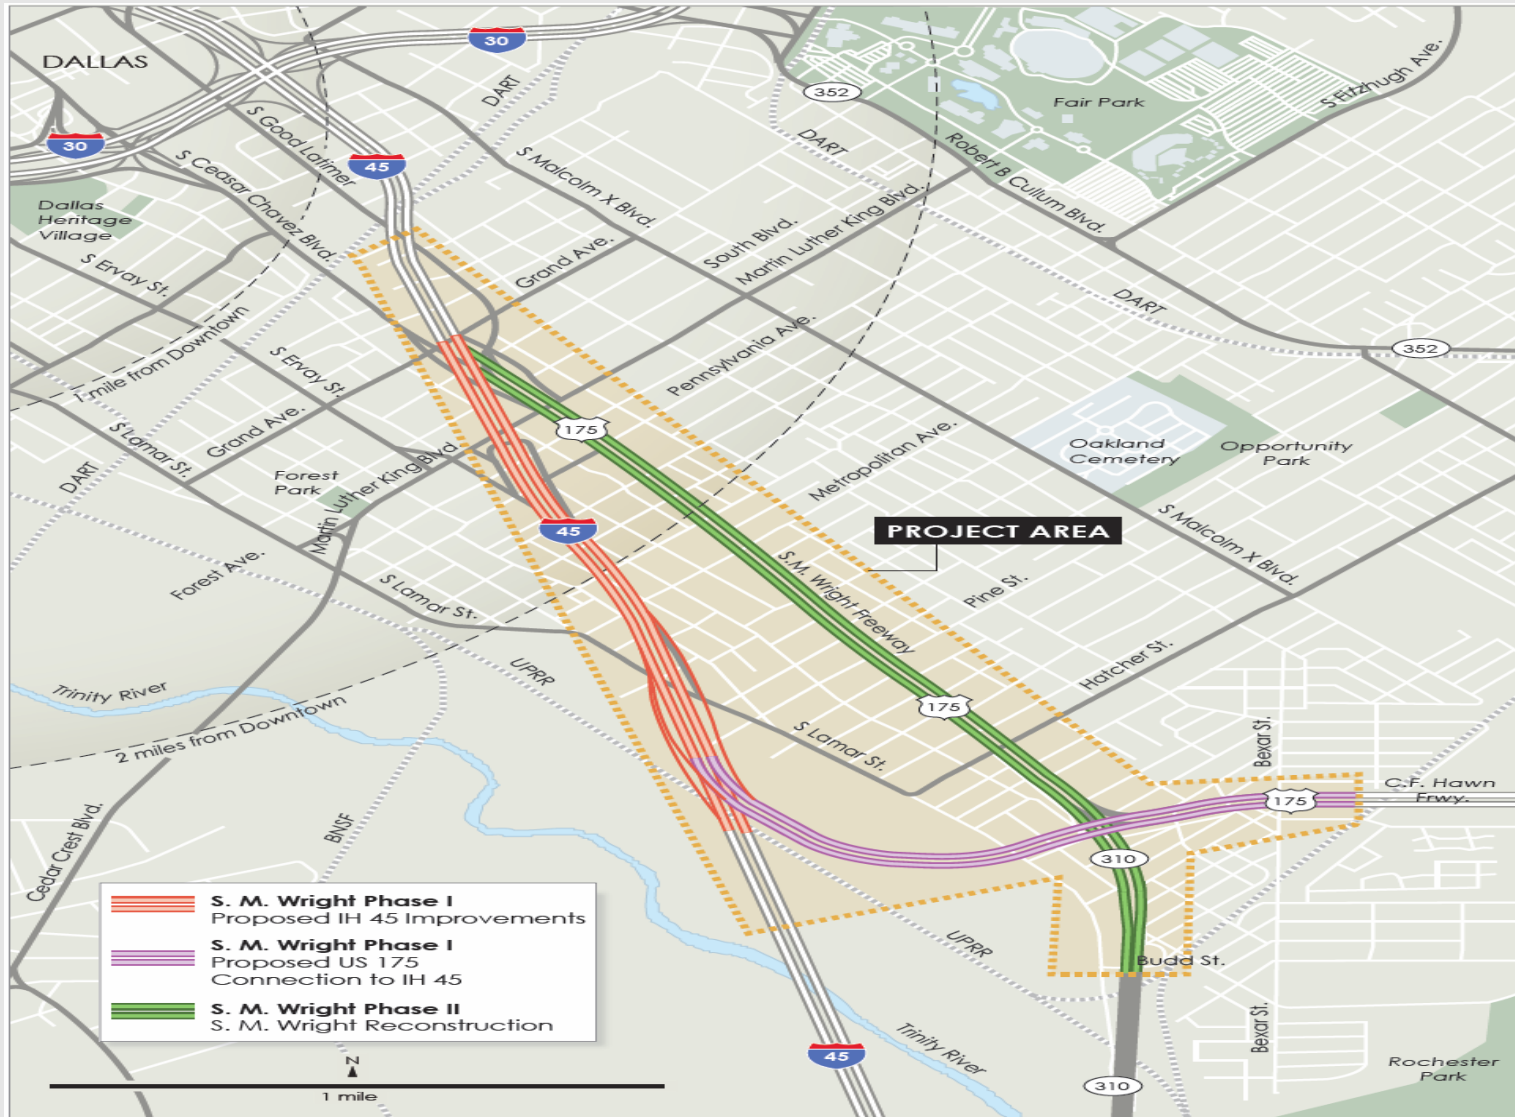 DALLAS
30
30
DART
352
Fair Park
S Fitzhugh Ave.
S Good Latimer
45
S Ceasar Chavez Blvd.
S Malcolm X Blvd.
DART
Robert B Cullum Blvd.
Dallas
Heritage
Village
S Ervay St.
Grand Ave.
South Blvd.
Martin Luther King Blvd.
DART
1 mile from Downtown
S Ervay St.
Pennsylvania Ave.
352
S Lamar St.
Grand Ave.
175
Metropolitan Ave.
Oakland
Cemetery
Opportunity
Park
DART
Forest
Park
Martin Luther King Blvd.
45
PROJECT AREA
S Malcolm X Blvd.
Forest Ave.
S Lamar St.
S.M. Wright Freeway
Pine St.
UPRR
Hatcher St.
Trinity River
2 miles from Downtown
175
S Lamar St.
Bexar St.
C.F. Hawn
Frwy.
175
Cedar Crest Blvd.
BNSF
310
S. M. Wright Phase I
Proposed IH 45 Improvements
S. M. Wright Phase I
Proposed US 175
Connection to IH 45
S. M. Wright Phase II
S. M. Wright Reconstruction
UPRR
Budd St.
Bexar St.
Trinity River
45
310
Rochester
Park
N
1 mile